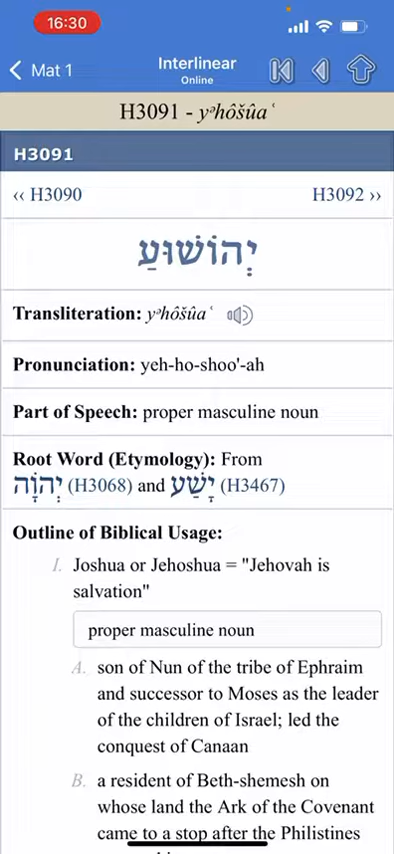 16:30
Mat 1
Interlinear
Online
H3091 - yᵊhôšûaʿ
H3091
‹‹ H3090
H3092 ››
יְהוֹשׁוּעַ
Transliteration: yᵊhôšûaʿ
Pronunciation: yeh-ho-shoo'-ah
Part of Speech: proper masculine noun
Root Word (Etymology): From
יְהֹוָה (H3068) and יָשַׁע (H3467)
Outline of Biblical Usage:
I. Joshua or Jehoshua = "Jehovah is
salvation"
proper masculine noun
A. son of Nun of the tribe of Ephraim
and successor to Moses as the leader
of the children of Israel; led the
conquest of Canaan
B. a resident of Beth-shemesh on
whose land the Ark of the Covenant
came to a stop after the Philistines